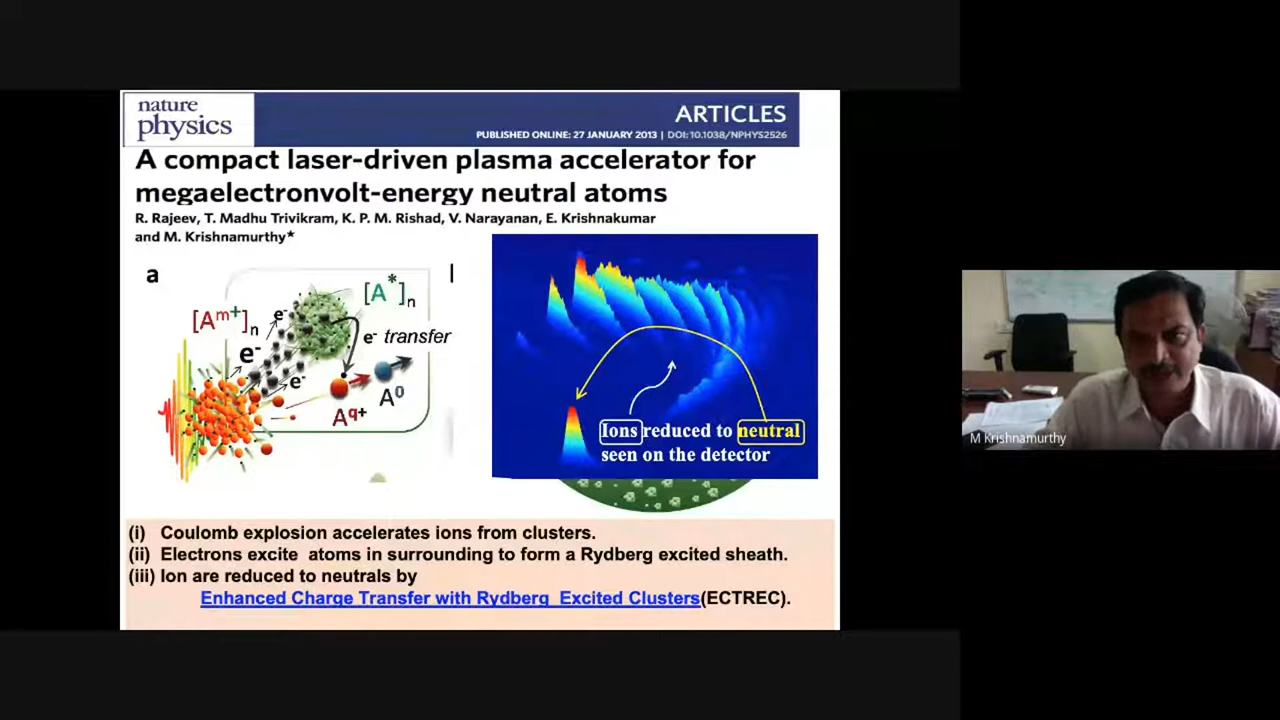 nature
physics
ARTICLES
PUBLISHED ONLINE: 27 JANUARY 2013 | DOI:10.1038/NPHYS2526
A compact laser-driven plasma accelerator for
megaelectronvolt-energy neutral atoms
R. Rajeev, T. Madhu Trivikram, K. P. M. Rishad, V. Narayanan, E. Krishnakumar
and M. Krishnamurthy★
a
[A*]n
[Am+]n
e-
e-
e- transfer
e-
A0
Aq+
Ions reduced to neutral
seen on the detector
(i) Coulomb explosion accelerates ions from clusters.
(ii) Electrons excite atoms in surrounding to form a Rydberg excited sheath.
(iii) Ion are reduced to neutrals by
Enhanced Charge Transfer with Rydberg Excited Clusters(ECTREC).
M Krishnamurthy